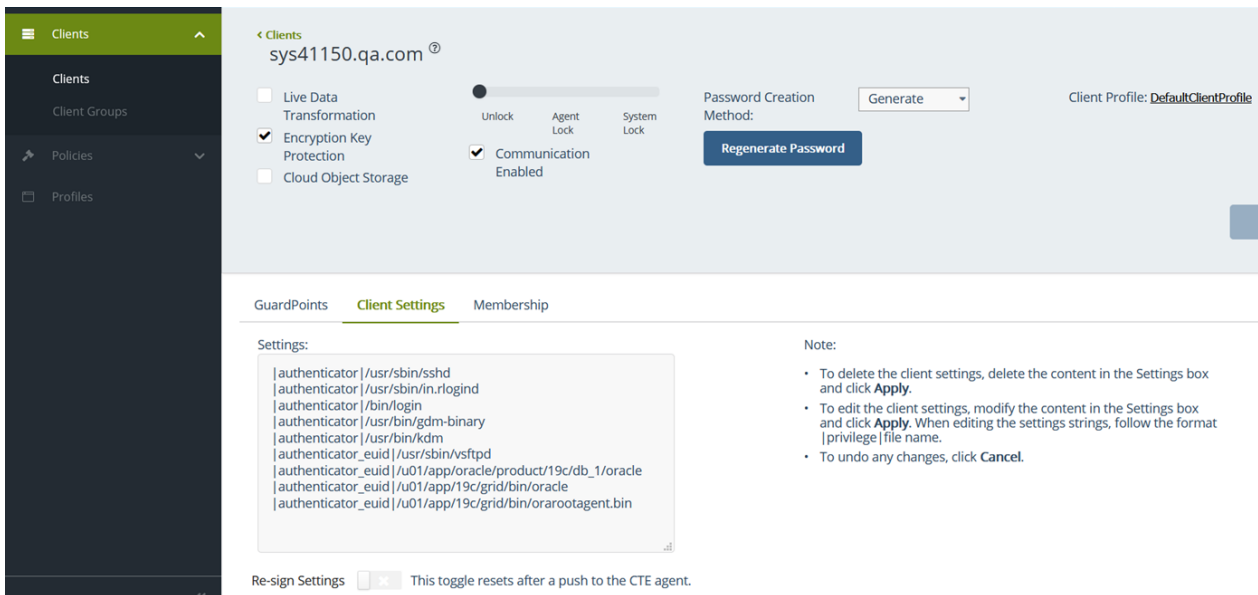 Clients
Clients
Client Groups
Policies
Profiles
< Clients
sys41150.qa.com ?
Live Data
Transformation
Encryption Key
Protection
Cloud Object Storage
Unlock
Agent
Lock
System
Lock
Communication
Enabled
Password Creation
Method:
Generate
Regenerate Password
Client Profile: DefaultClientProfile
GuardPoints
Client Settings
Membership
Settings:
|authenticator|/usr/sbin/sshd
|authenticator|/usr/sbin/in.rlogind
|authenticator|/bin/login
|authenticator|/usr/bin/gdm-binary
|authenticator|/usr/bin/kdm
|authenticator_euid|/usr/sbin/vsftpd
|authenticator_euid|/u01/app/oracle/product/19c/db_1/oracle
|authenticator_euid|/u01/app/19c/grid/bin/oracle
|authenticator_euid|/u01/app/19c/grid/bin/orarootagent.bin
Note:
• To delete the client settings, delete the content in the Settings box
and click Apply.
• To edit the client settings, modify the content in the Settings box
and click Apply. When editing the settings strings, follow the format
|privilege|file name.
• To undo any changes, click Cancel.
Re-sign Settings
This toggle resets after a push to the CTE agent.